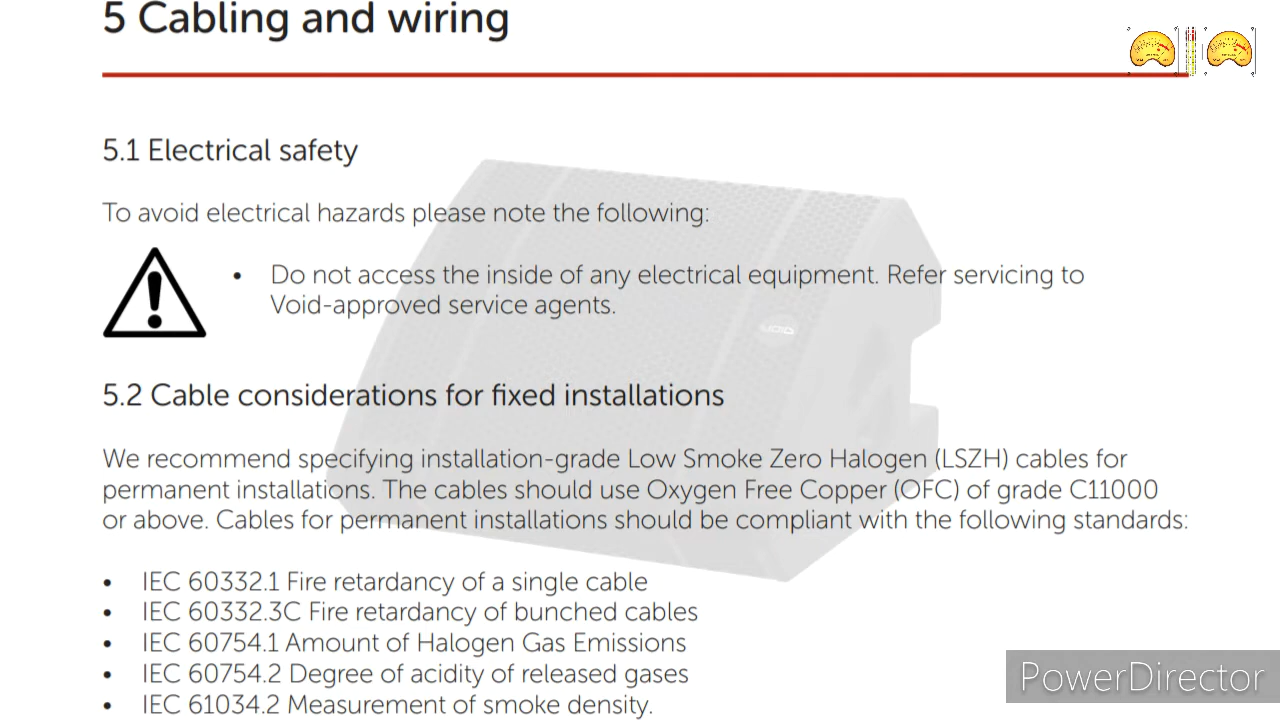 5 Cabling and wiring
5.1 Electrical safety
To avoid electrical hazards please note the following:
• Do not access the inside of any electrical equipment. Refer servicing to
Void-approved service agents.
VOID
5.2 Cable considerations for fixed installations
We recommend specifying installation-grade Low Smoke Zero Halogen (LSZH) cables for
permanent installations. The cables should use Oxygen Free Copper (OFC) of grade C11000
or above. Cables for permanent installations should be compliant with the following standards:
• IEC 60332.1 Fire retardancy of a single cable
• IEC 60332.3C Fire retardancy of bunched cables
• IEC 60754.1 Amount of Halogen Gas Emissions
• IEC 60754.2 Degree of acidity of released gases
• IEC 61034.2 Measurement of smoke density.
PowerDirector